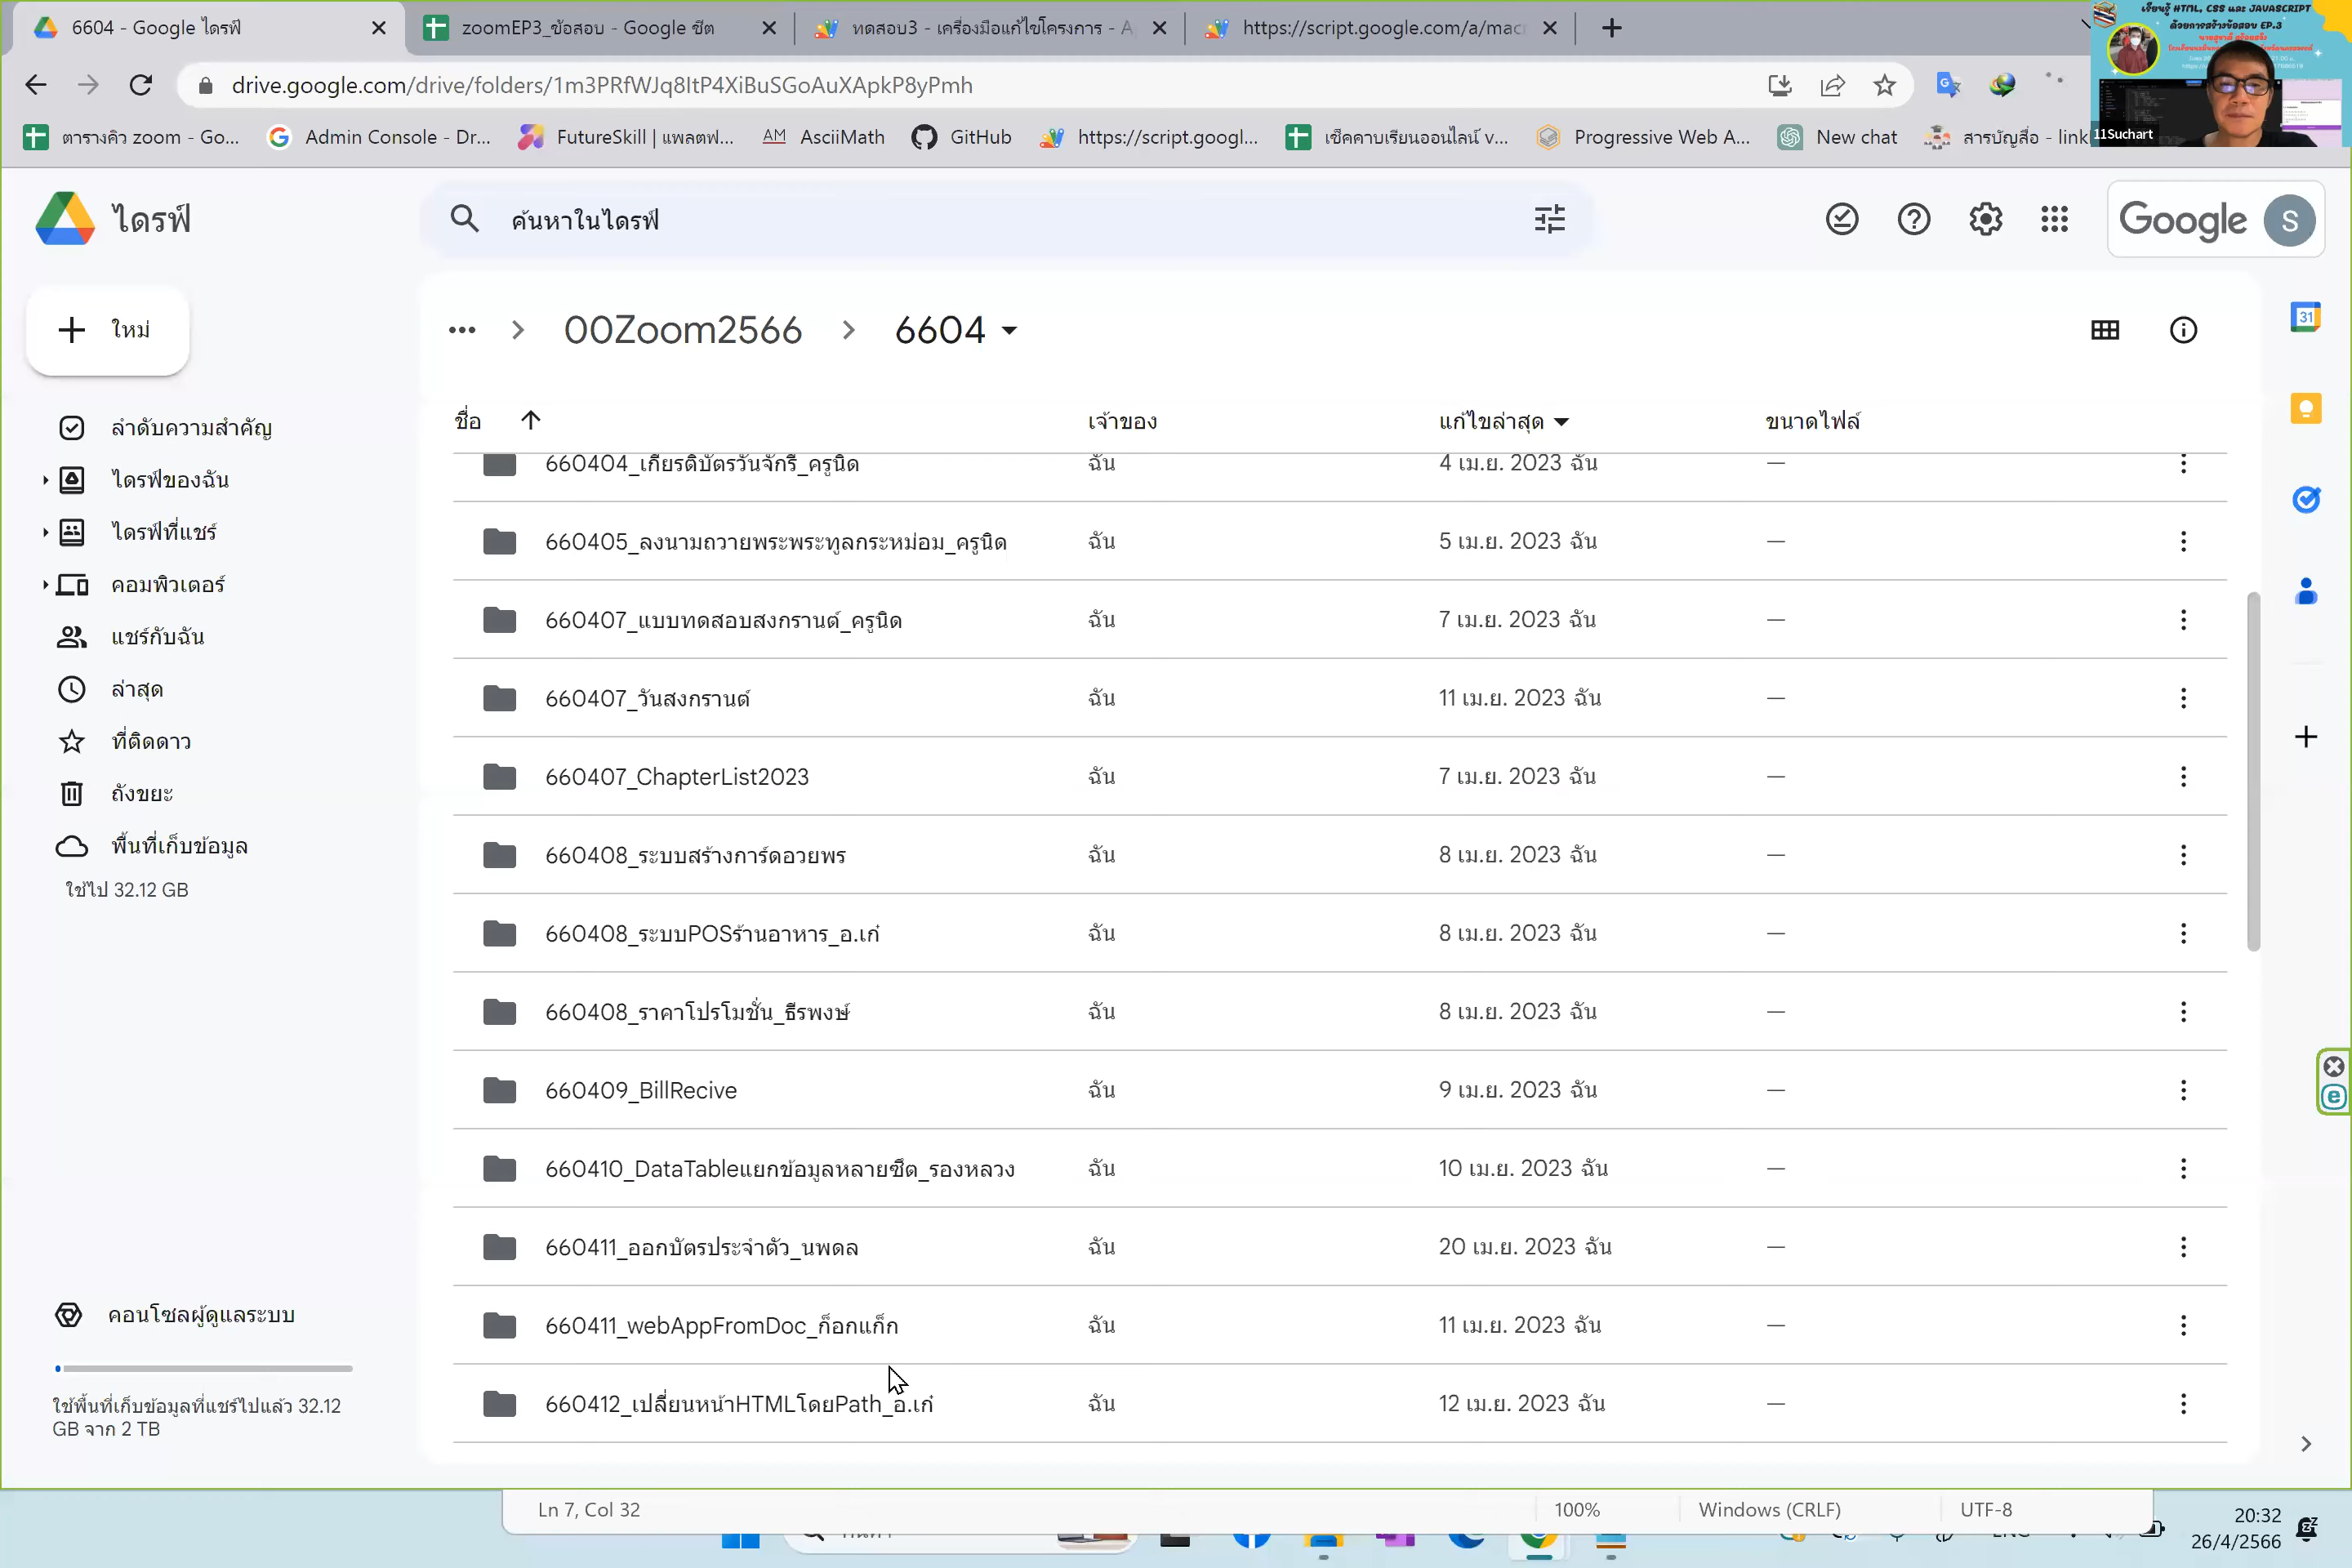 6604 - Google ไดรฟ์
zoomEP3_ข้อสอบ - Google ชีต
ทดสอบ3 - เครื่องมือแก้ไขโครงการ - A
https://script.google.com/a/macr
drive.google.com/drive/folders/1m3PRfWJq8ItP4XiBuSGoAuXApkP8yPmh
ตารางคิว zoom - Go...
Admin Console - Dr...
FutureSkill | แพลตฟ...
AM AsciiMath
GitHub
https://script.googl...
เช็คคาบเรียนออนไลน์ v...
Progressive Web A...
New chat
สารบัญสื่อ - link
เรียนรู้ HTML, CSS และ JAVASCRIPT
ด้วยการสร้างข้อสอบ EP.3
11Suchart
ไดรฟ์
ค้นหาในไดรฟ์
Google S
ใหม่
00Zoom2566
6604
ชื่อ
เจ้าของ
แก้ไขล่าสุด
ขนาดไฟล์
ลำดับความสำคัญ
ไดรฟ์ของฉัน
ไดรฟ์ที่แชร์
คอมพิวเตอร์
แชร์กับฉัน
ล่าสุด
ที่ติดดาว
ถังขยะ
พื้นที่เก็บข้อมูล
ใช้ไป 32.12 GB
คอนโซลผู้ดูแลระบบ
ใช้พื้นที่เก็บข้อมูลที่แชร์ไปแล้ว 32.12
GB จาก 2 TB
660404_เกียรติบัตรวันจักรี_ครูนิด ฉัน 4 เม.ย. 2023 ฉัน —
660405_ลงนามถวายพระพระทูลกระหม่อม_ครูนิด ฉัน 5 เม.ย. 2023 ฉัน —
660407_แบบทดสอบสงกรานต์_ครูนิด ฉัน 7 เม.ย. 2023 ฉัน —
660407_วันสงกรานต์ ฉัน 11 เม.ย. 2023 ฉัน —
660407_ChapterList2023 ฉัน 7 เม.ย. 2023 ฉัน —
660408_ระบบสร้างการ์ดอวยพร ฉัน 8 เม.ย. 2023 ฉัน —
660408_ระบบPOSร้านอาหาร_อ.เก๋ ฉัน 8 เม.ย. 2023 ฉัน —
660408_ราคาโปรโมชั่น_ธีรพงษ์ ฉัน 8 เม.ย. 2023 ฉัน —
660409_BillRecive ฉัน 9 เม.ย. 2023 ฉัน —
660410_DataTableแยกข้อมูลหลายชีต_รองหลวง ฉัน 10 เม.ย. 2023 ฉัน —
660411_ออกบัตรประจำตัว_นพดล ฉัน 20 เม.ย. 2023 ฉัน —
660411_webAppFromDoc_ก็อกแก็ก ฉัน 11 เม.ย. 2023 ฉัน —
660412_เปลี่ยนหน้าHTMLโดยPath_อ.เก๋ ฉัน 12 เม.ย. 2023 ฉัน —
31
Ln 7, Col 32
100%
Windows (CRLF)
UTF-8
20:32
26/4/2566